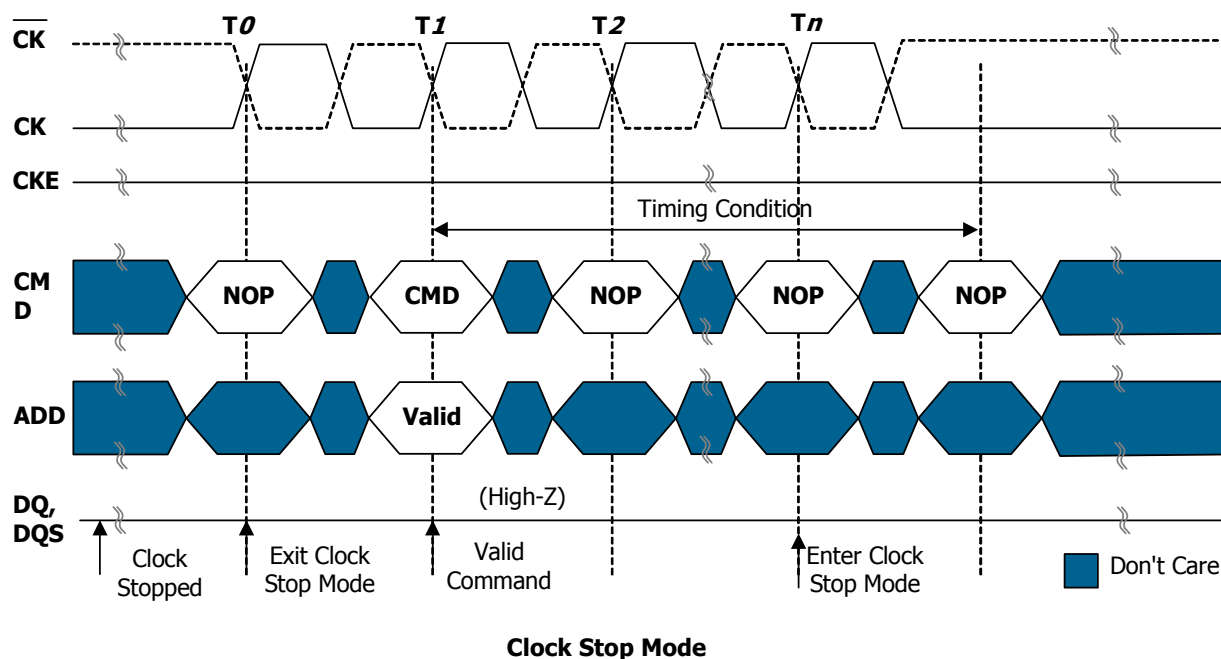 T0 T1 T2 Tn
CK
CK
CKE
Timing Condition
CM
D
NOP CMD NOP NOP NOP
ADD
Valid
DQ,
DQS
(High-Z)
Clock
Stopped
Exit Clock
Stop Mode
Valid
Command
Enter Clock
Stop Mode
Don't Care
Clock Stop Mode